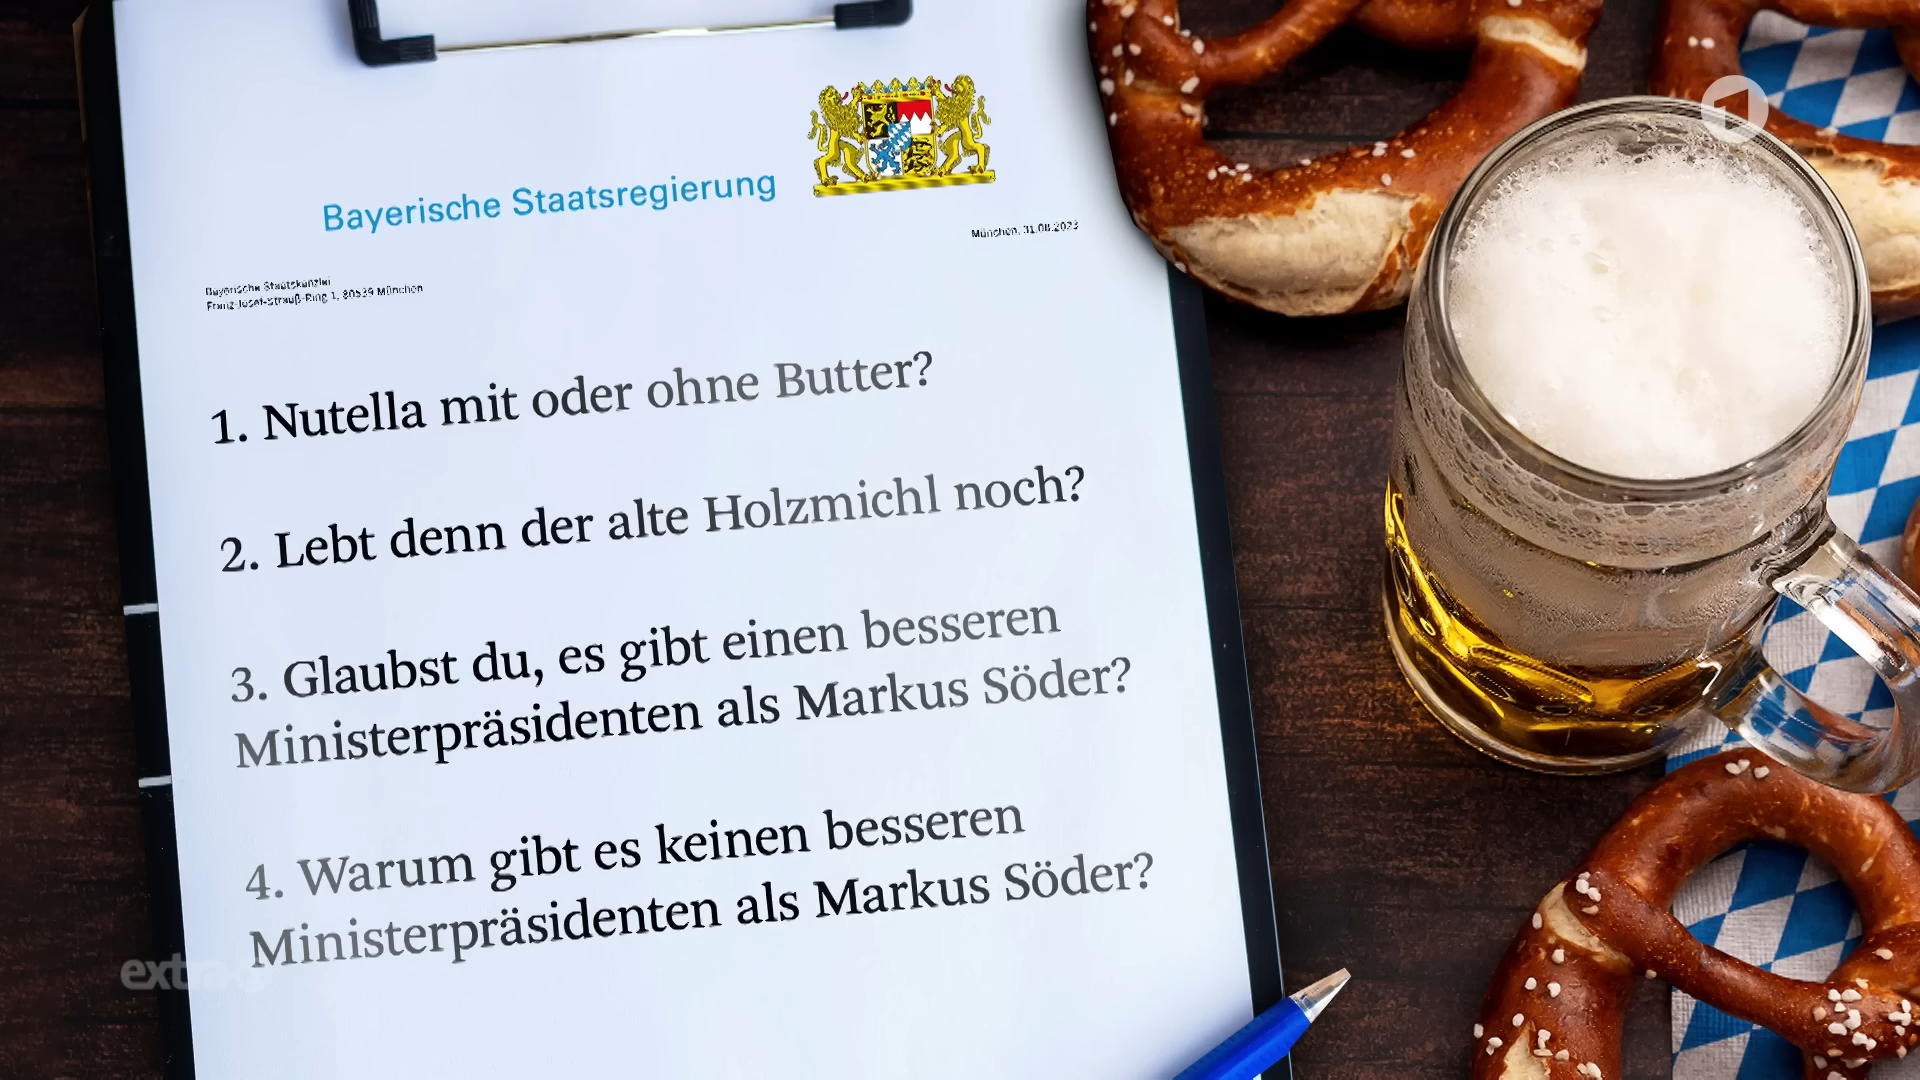 Bayerische Staatsregierung
München, 31.08.2023
Bayerische Staatskanzlei
Franz-Josef-Strauß-Ring 1, 80539 München
1. Nutella mit oder ohne Butter?
2. Lebt denn der alte Holzmichl noch?
3. Glaubst du, es gibt einen besseren
Ministerpräsidenten als Markus Söder?
4. Warum gibt es keinen besseren
Ministerpräsidenten als Markus Söder?
extra 3
1